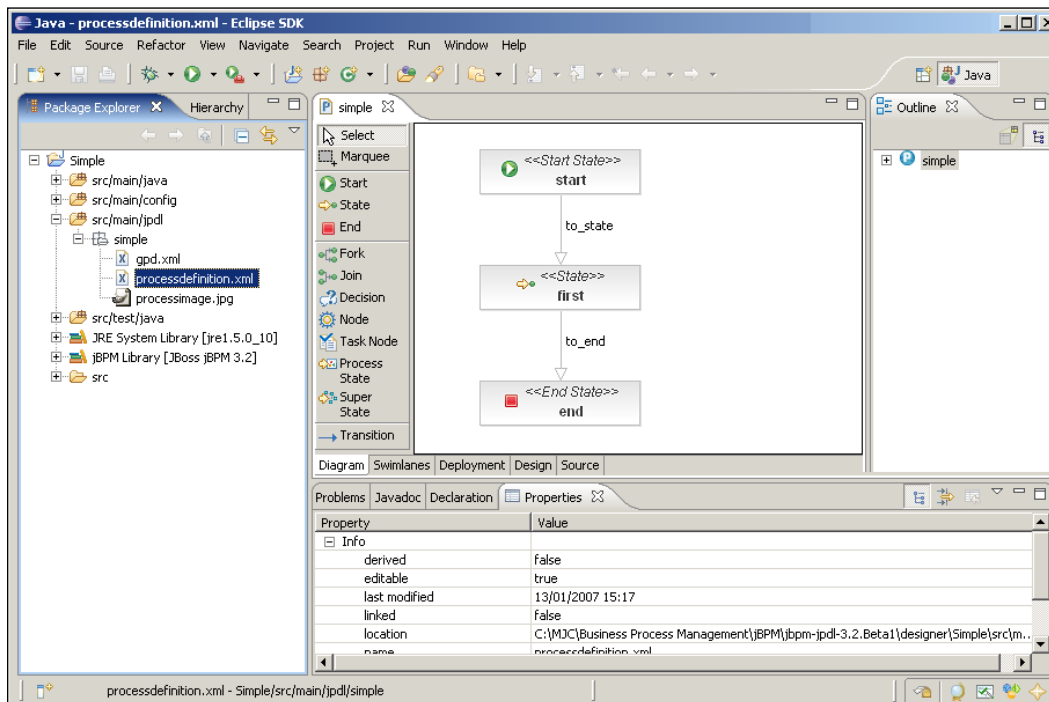 Java - processdefinition.xml - Eclipse SDK
File Edit Source Refactor View Navigate Search Project Run Window Help
Java
Package Explorer
Hierarchy
Simple
src/main/java
src/main/config
src/main/jpdl
simple
gpd.xml
processdefinition.xml
processimage.jpg
src/test/java
JRE System Library [jre1.5.0_10]
jBPM Library [JBoss jBPM 3.2]
src
simple
Select
Marquee
Start
State
End
Fork
Join
Decision
Node
Task Node
Process
State
Super
State
Transition
<<Start State>>
start
to_state
<<State>>
first
to_end
<<End State>>
end
Diagram Swimlanes Deployment Design Source
Outline
simple
Problems Javadoc Declaration Properties
Property Value
Info
derived false
editable true
last modified 13/01/2007 15:17
linked false
location C:\MJC\Business Process Management\jBPM\jbpm-jpdl-3.2.Beta1\designer\Simple\src\m..
name processdefinition.xml
processdefinition.xml - Simple/src/main/jpdl/simple